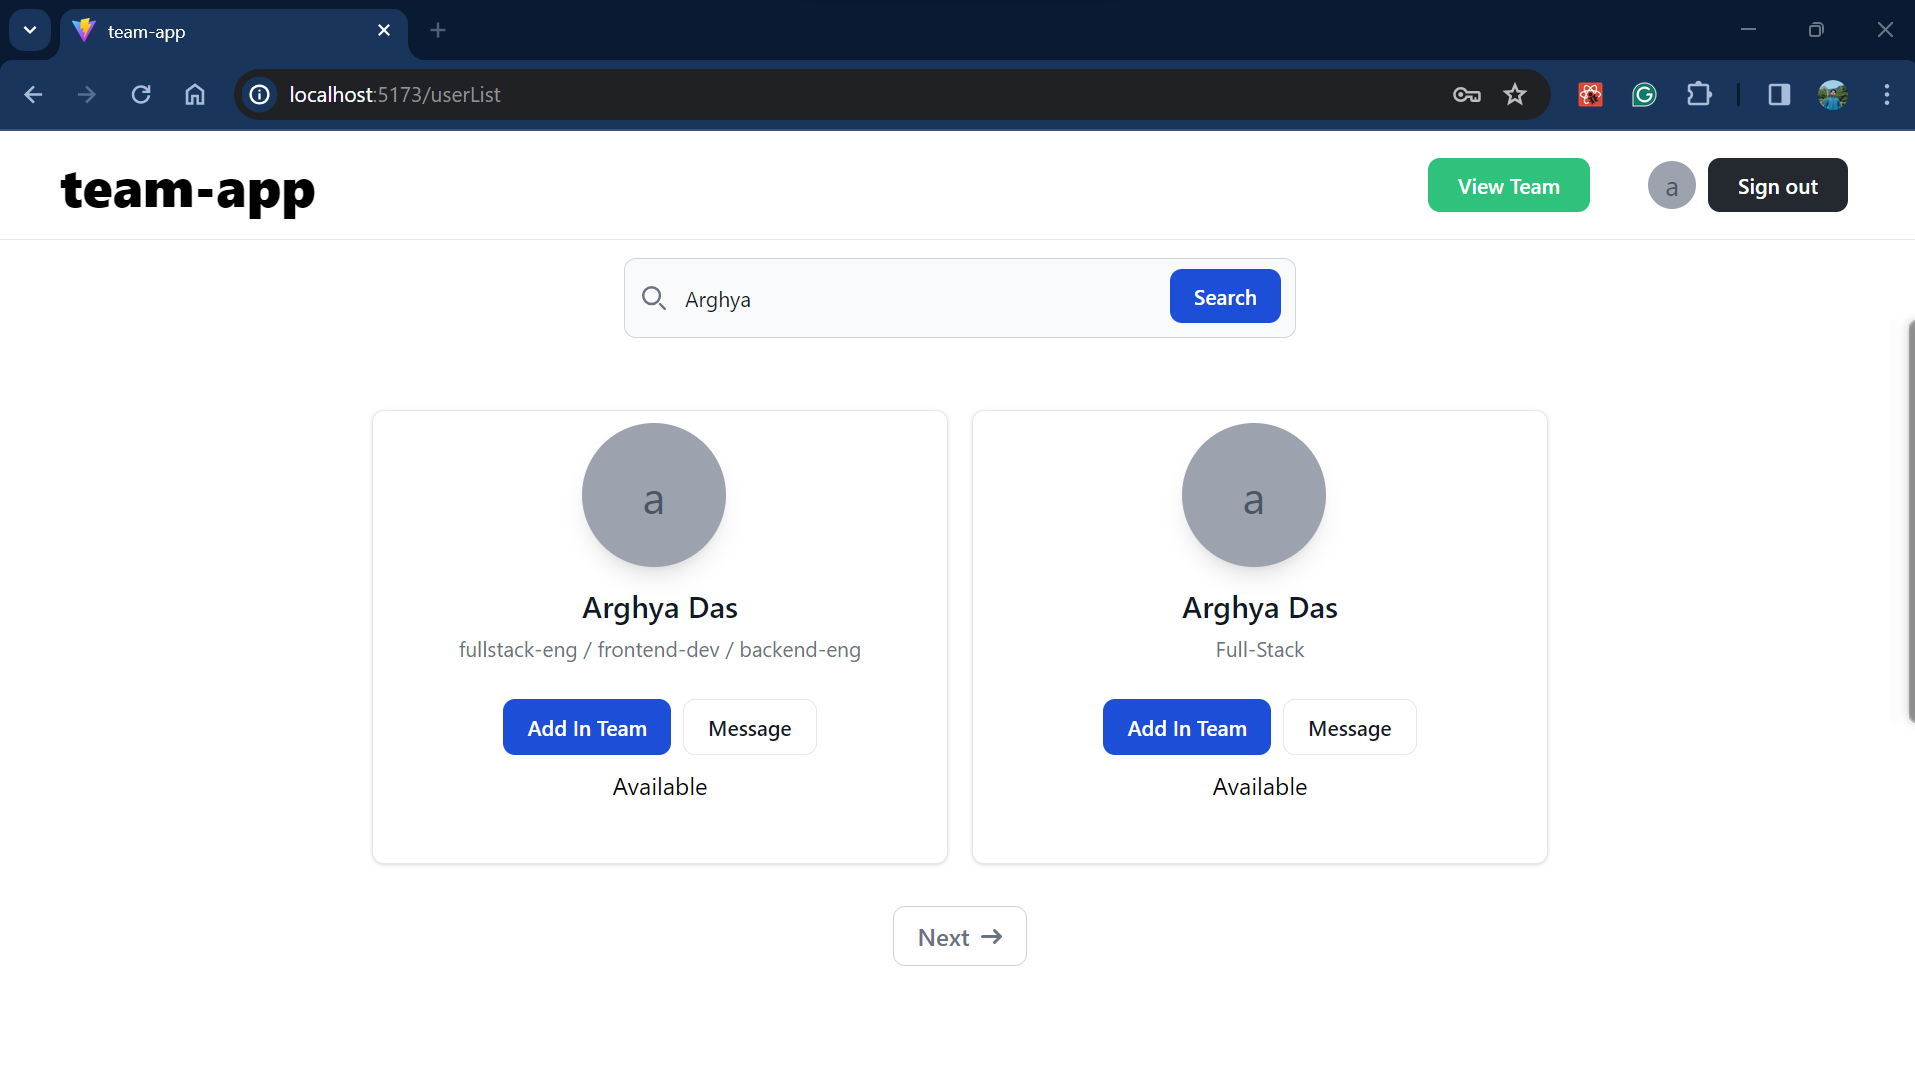 team-app
localhost:5173/userList
team-app
View Team
a
Sign out
Arghya
Search
a
a
Arghya Das
Arghya Das
fullstack-eng / frontend-dev / backend-eng
Full-Stack
Add In Team
Message
Add In Team
Message
Available
Available
Next →